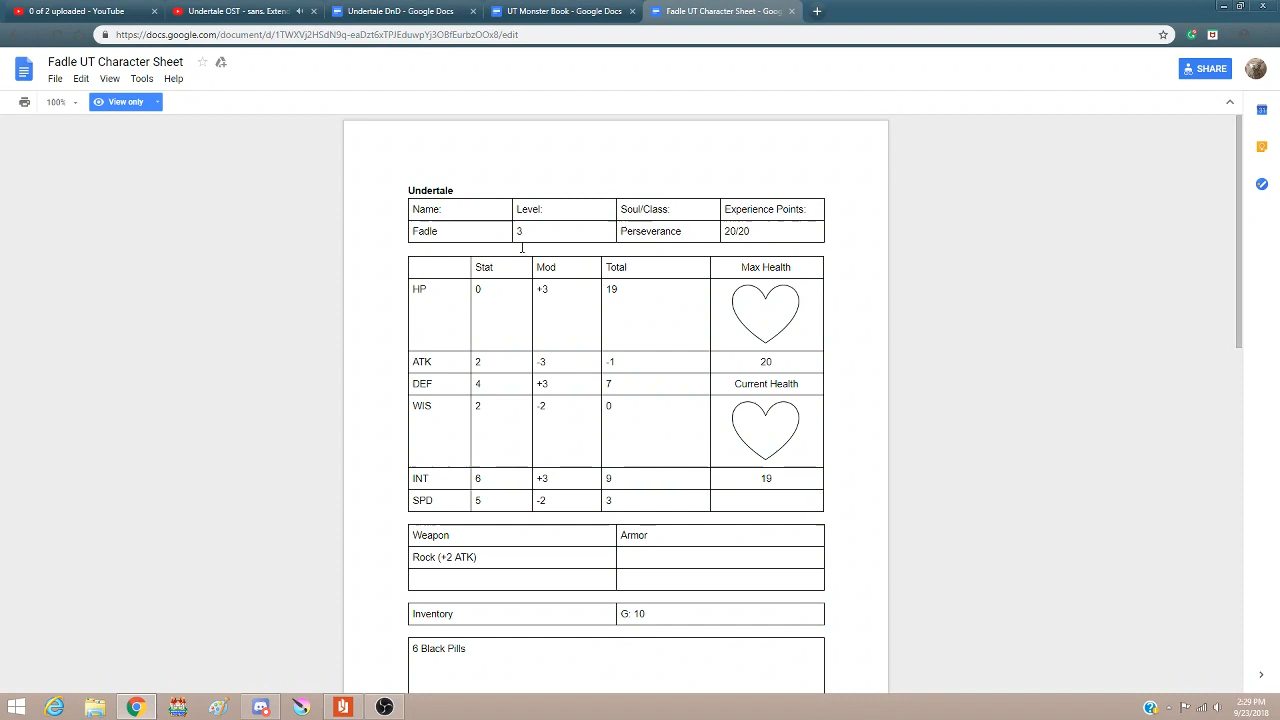 0 of 2 uploaded - YouTube
Undertale OST - sans. Extend
Undertale DnD - Google Docs
UT Monster Book - Google Docs
Fadle UT Character Sheet - Goog
https://docs.google.com/document/d/1TWXVj2HSdN9q-eaDzt6xTPJEduwpYj3OBfEurbzOOx8/edit
Fadle UT Character Sheet
File Edit View Tools Help
SHARE
100% View only
31
Undertale
Name: Level: Soul/Class: Experience Points:
Fadle 3 Perseverance 20/20
Stat Mod Total Max Health
HP 0 +3 19
ATK 2 -3 -1 20
DEF 4 +3 7 Current Health
WIS 2 -2 0
INT 6 +3 9 19
SPD 5 -2 3
Weapon Armor
Rock (+2 ATK)
Inventory G: 10
6 Black Pills
2:29 PM
9/23/2018